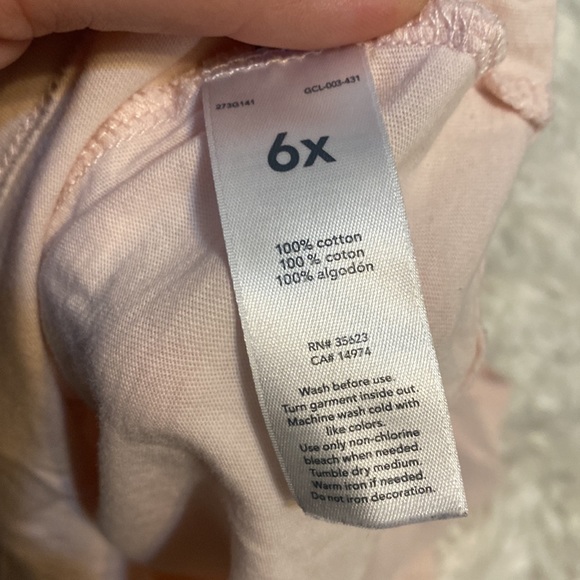 273G141
GCL-003-431
6x
100% cotton
100 % coton
100% algodón
RN# 35623
CA# 14974
Wash before use.
Turn garment inside out.
Machine wash cold with
like colors.
Use only non-chlorine
bleach when needed.
Tumble dry medium.
Warm iron if needed.
Do not iron decoration.